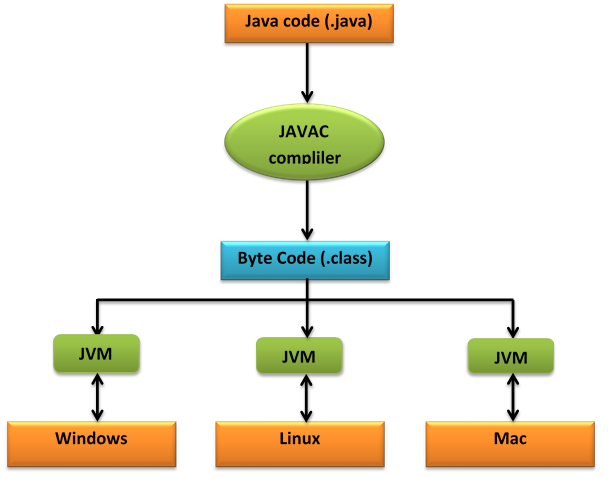 Java code (.java)
JAVAC
compliler
Byte Code (.class)
JVM
JVM
JVM
Windows
Linux
Mac